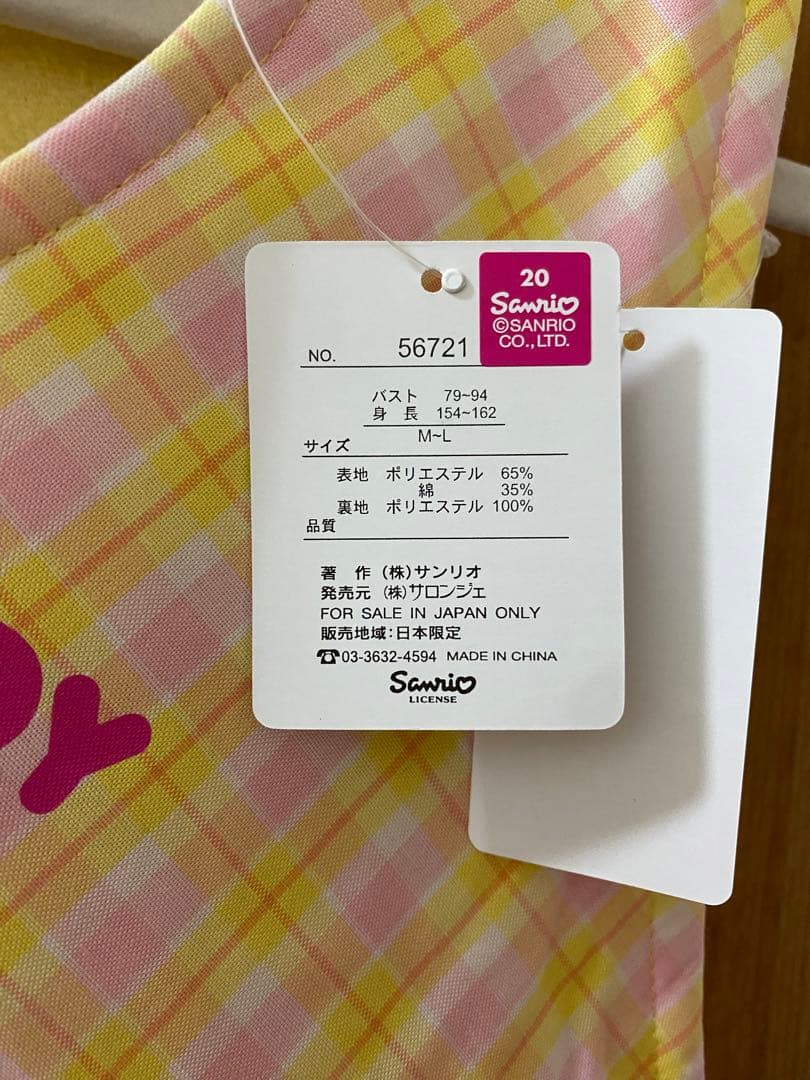 20
Sanrio
©SANRIO
CO.,LTD.
NO. 56721
バスト 79~94
身 長 154~162
M~L
サイズ
表地 ポリエステル 65%
綿 35%
裏地 ポリエステル 100%
品質
著 作 (株)サンリオ
発売元 (株)サロンジェ
FOR SALE IN JAPAN ONLY
販売地域:日本限定
☎03-3632-4594 MADE IN CHINA
Sanrio
LICENSE